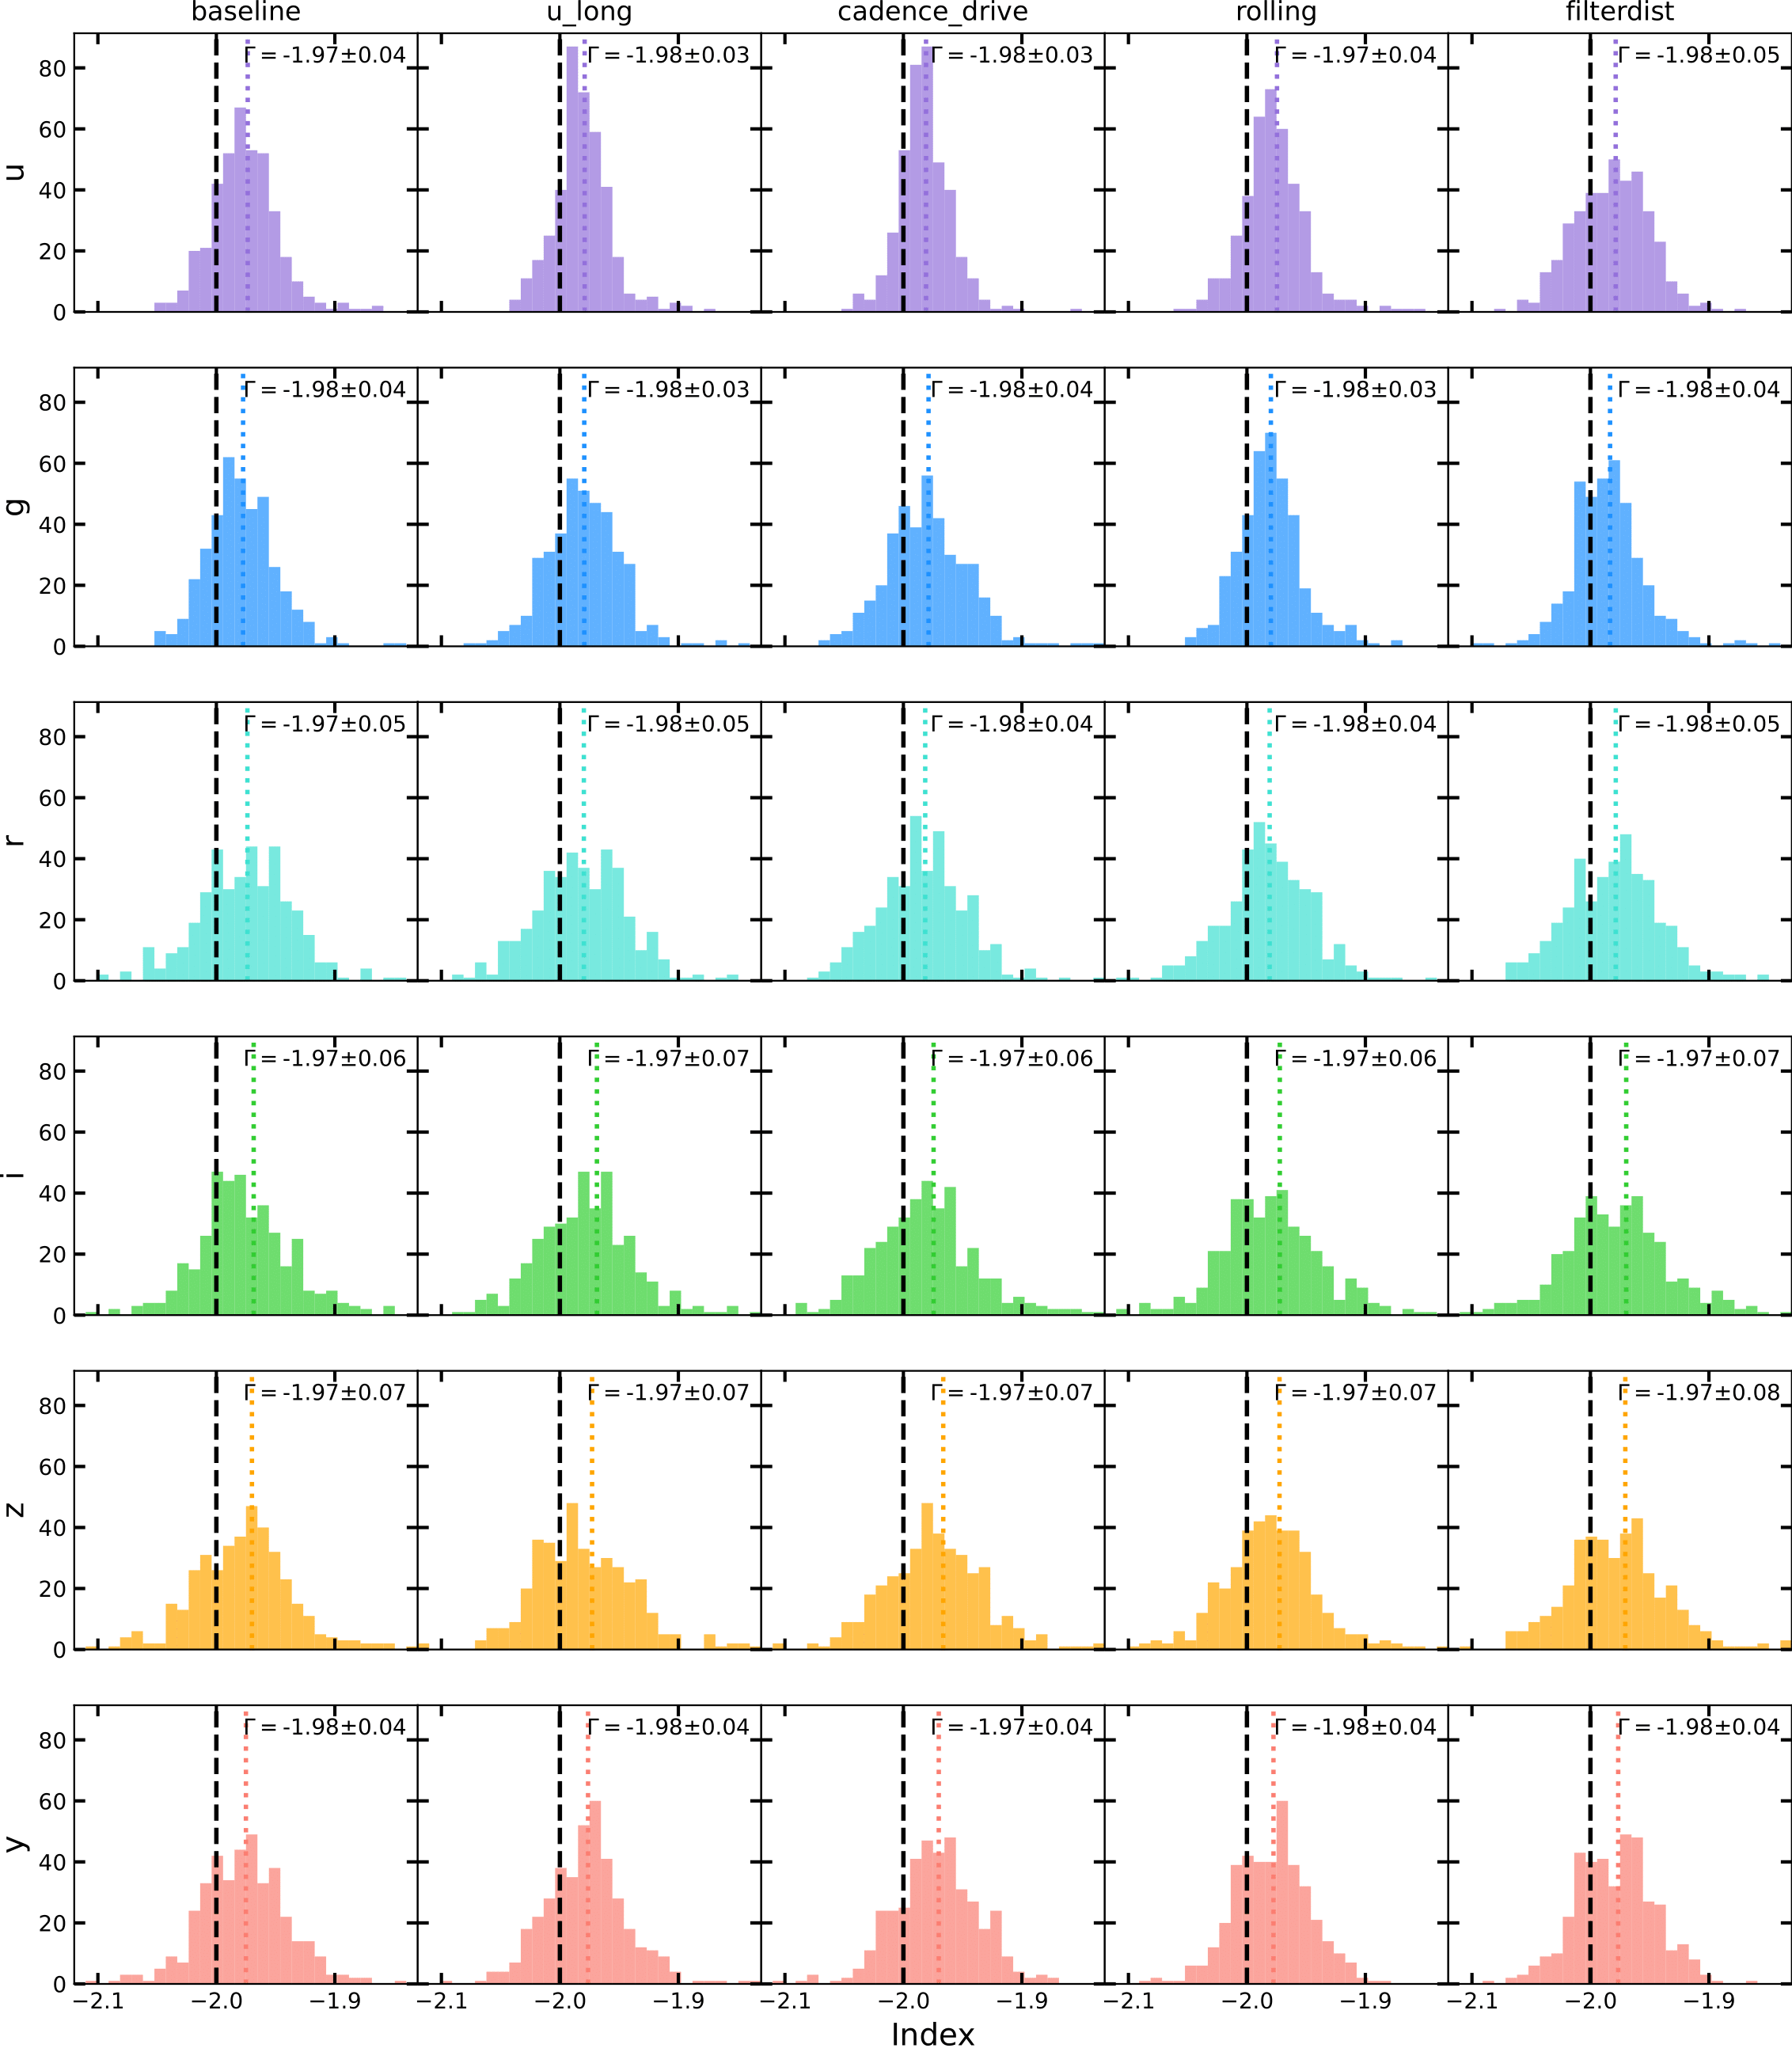 baseline u_long cadence_drive rolling filterdist
u
80
60
40
20
0
Γ = -1.97±0.04 Γ = -1.98±0.03 Γ = -1.98±0.03 Γ = -1.97±0.04 Γ = -1.98±0.05
g
80
60
40
20
0
Γ = -1.98±0.04 Γ = -1.98±0.03 Γ = -1.98±0.04 Γ = -1.98±0.03 Γ = -1.98±0.04
r
80
60
40
20
0
Γ = -1.97±0.05 Γ = -1.98±0.05 Γ = -1.98±0.04 Γ = -1.98±0.04 Γ = -1.98±0.05
i
80
60
40
20
0
Γ = -1.97±0.06 Γ = -1.97±0.07 Γ = -1.97±0.06 Γ = -1.97±0.06 Γ = -1.97±0.07
z
80
60
40
20
0
Γ = -1.97±0.07 Γ = -1.97±0.07 Γ = -1.97±0.07 Γ = -1.97±0.07 Γ = -1.97±0.08
y
80
60
40
20
0
Γ = -1.98±0.04 Γ = -1.98±0.04 Γ = -1.97±0.04 Γ = -1.98±0.04 Γ = -1.98±0.04
−2.1 −2.0 −1.9 −2.1 −2.0 −1.9 −2.1 −2.0 −1.9 −2.1 −2.0 −1.9 −2.1 −2.0 −1.9
Index